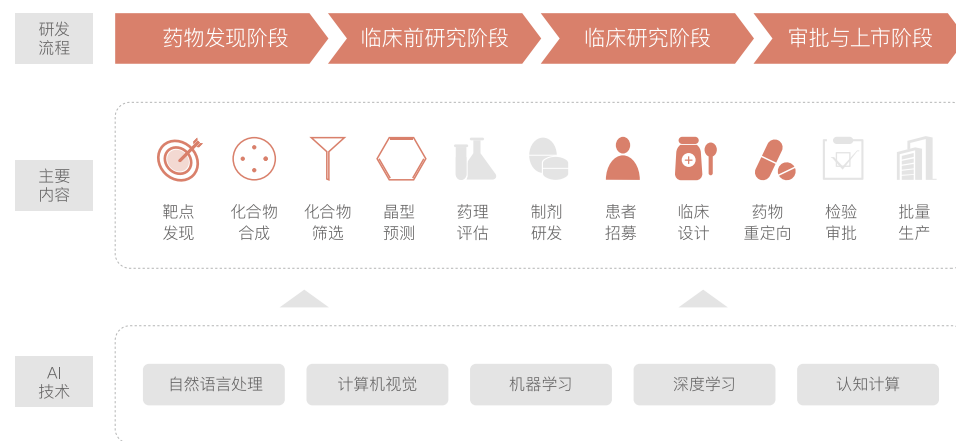 研发
流程
药物发现阶段
临床前研究阶段
临床研究阶段
审批与上市阶段
主要
内容
靶点
发现
化合物
合成
化合物
筛选
晶型
预测
药理
评估
制剂
研发
患者
招募
临床
设计
药物
重定向
检验
审批
批量
生产
AI
技术
自然语言处理
计算机视觉
机器学习
深度学习
认知计算